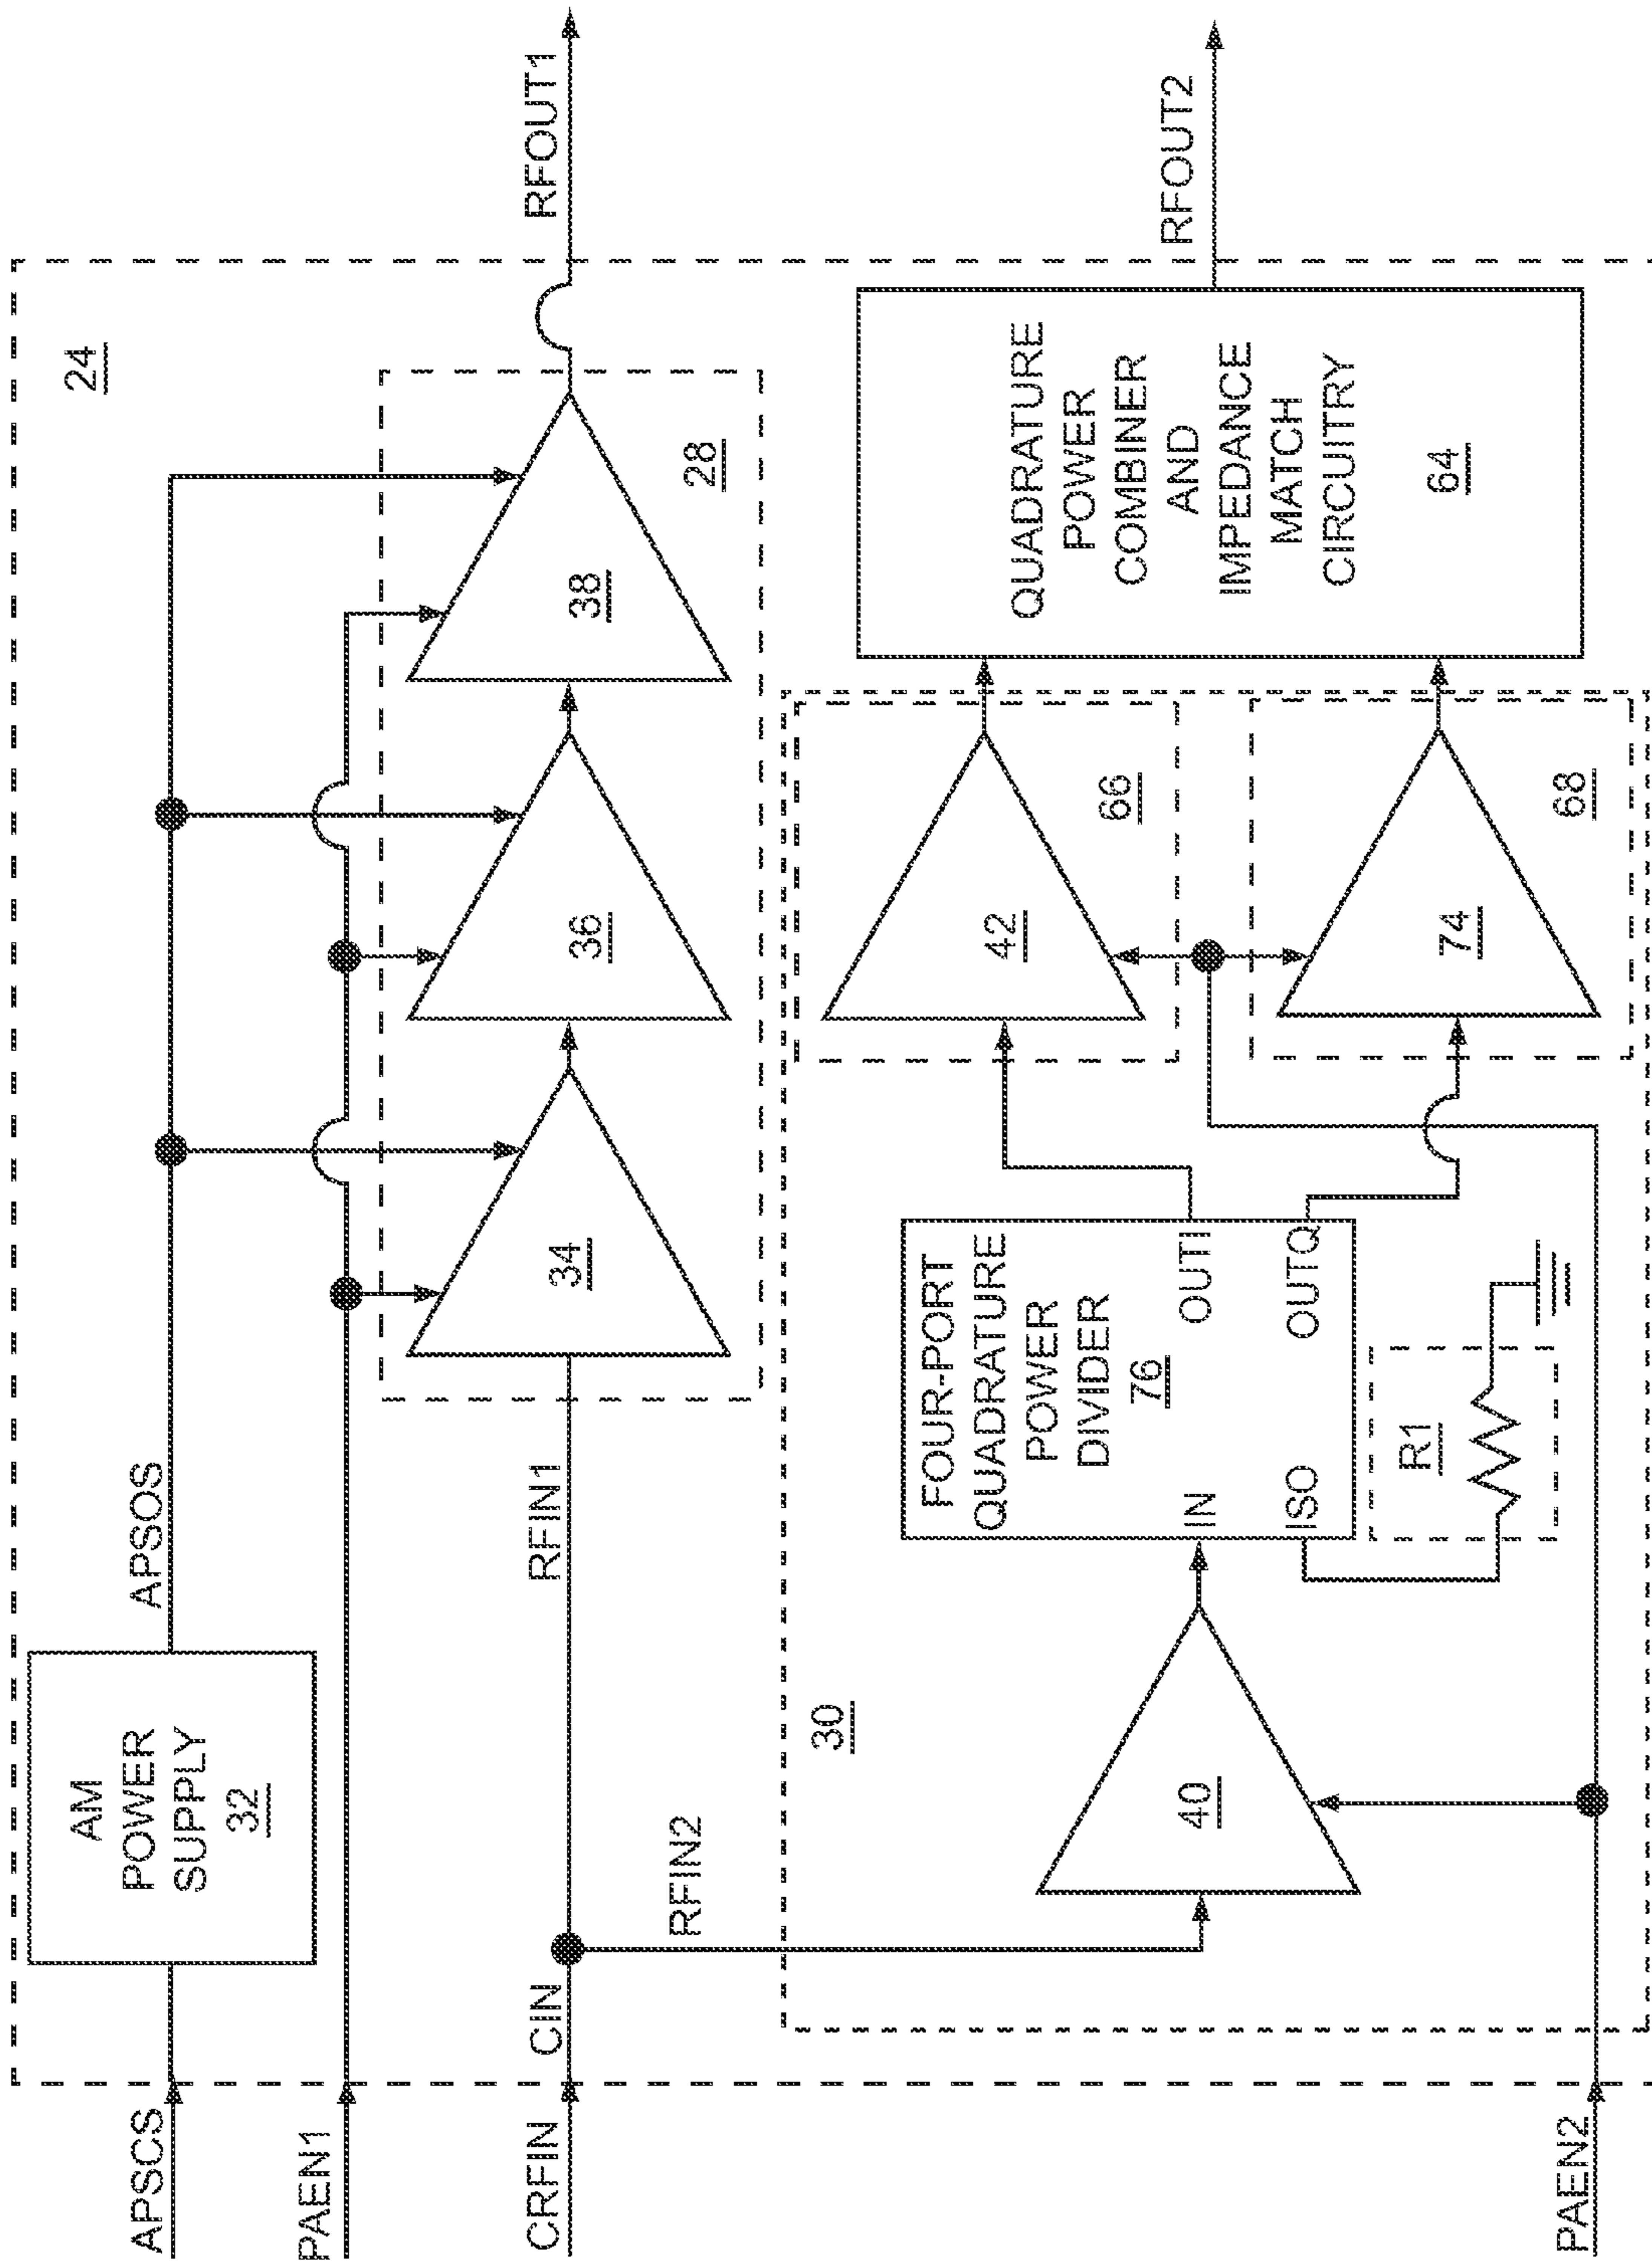 24
APSCS
AM
POWER
SUPPLY
32
APSOS
PAEN1
CRFIN
CIN
RFIN1
34
36
38
28
RFOUT1
RFIN2
30
40
FOUR-PORT
QUADRATURE
POWER
DIVIDER
76
IN
OUTI
ISO
OUTQ
R1
42
66
74
68
QUADRATURE
POWER
COMBINER
AND
IMPEDANCE
MATCH
CIRCUITRY
64
RFOUT2
PAEN2